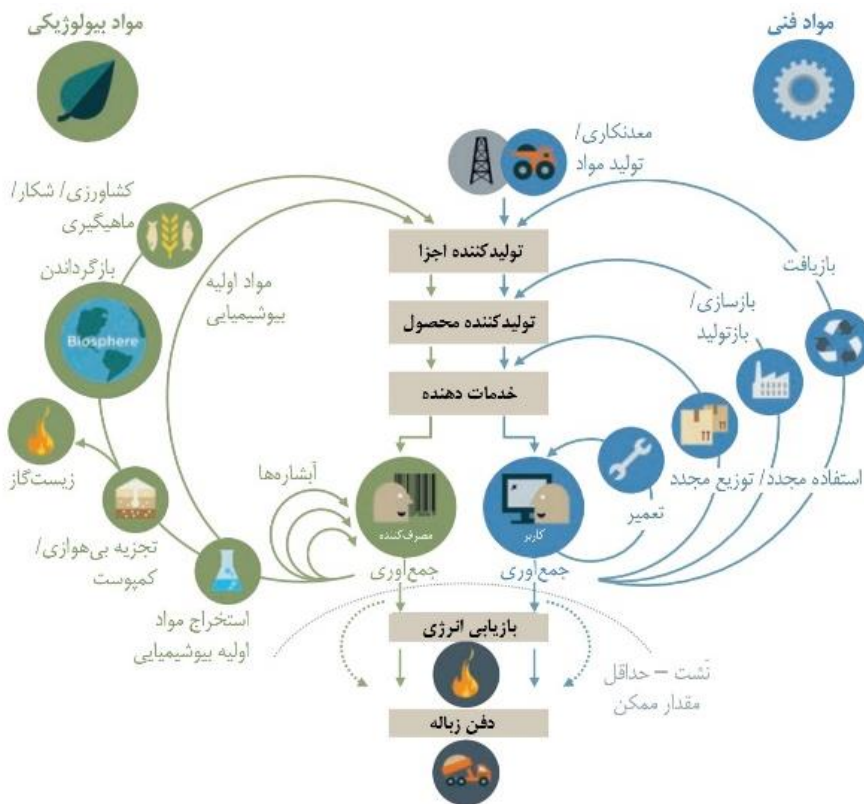 مواد بیولوژیکی
مواد فنی
معدنکاری/
تولید مواد
کشاورزی/ شکار/
ماهیگیری
بازگرداندن
Biosphere
مواد اولیه
بیوشیمیایی
تولیدکننده اجزا
بازیافت
تولیدکننده محصول
بازسازی/
بازتولید
خدمات دهنده
زیست‌گاز
آبشاره‌ها
مصرف‌کننده
کاربر
تعمیر
استفاده مجدد/ توزیع مجدد
تجزیه بی‌هوازی/
کمپوست
جمع‌آوری
جمع‌آوری
استخراج مواد
اولیه بیوشیمیایی
بازیابی انرژی
نَشت – حداقل
مقدار ممکن
دفن زباله